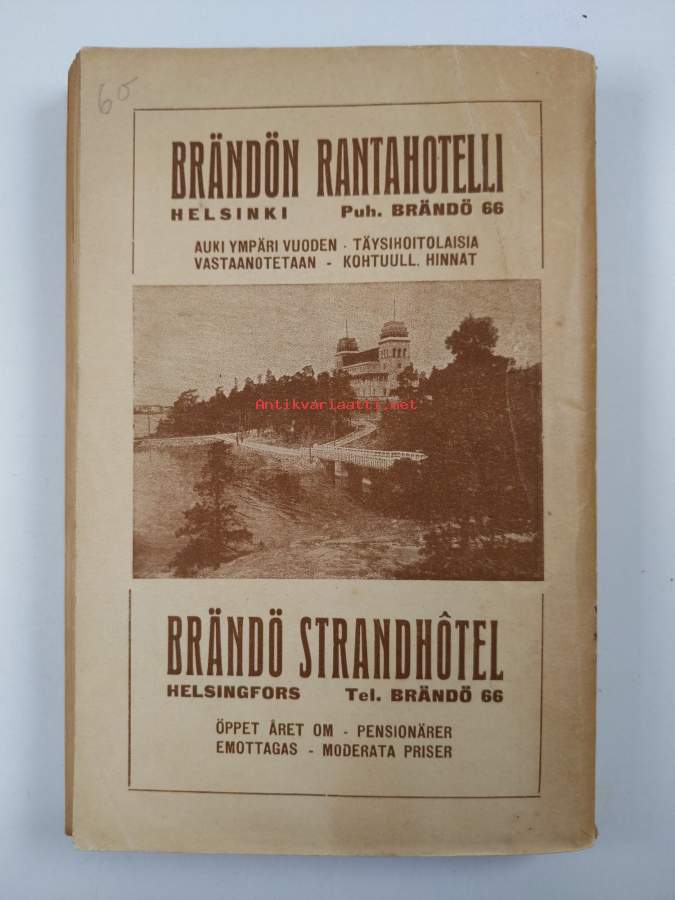 60
BRÄNDÖN RANTAHOTELLI
HELSINKI Puh. BRÄNDÖ 66
AUKI YMPÄRI VUODEN - TÄYSIHOITOLAISIA
VASTAANOTETAAN - KOHTUULL. HINNAT
Antikvariaatti.net
BRÄNDÖ STRANDHÔTEL
HELSINGFORS Tel. BRÄNDÖ 66
ÖPPET ÅRET OM - PENSIONÄRER
EMOTTAGAS - MODERATA PRISER